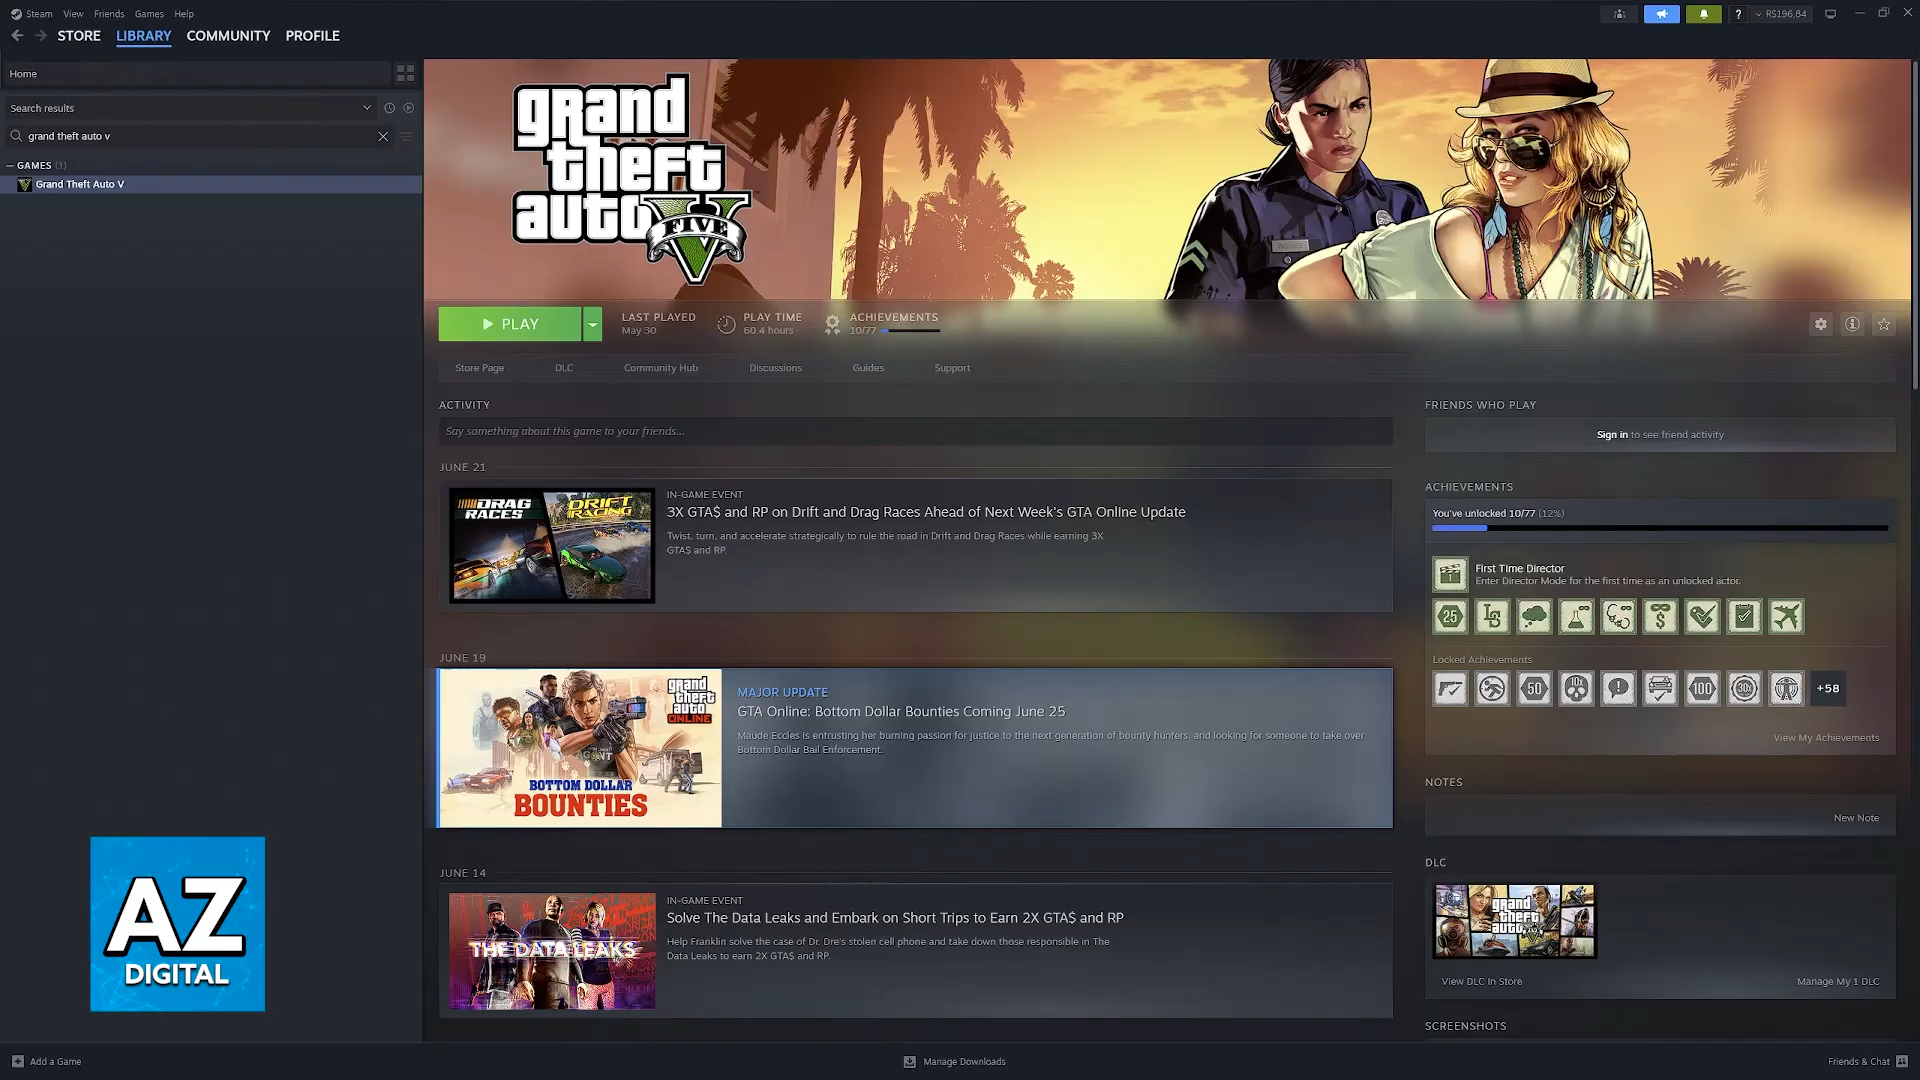 Steam View Friends Games Help
? R$196,84
STORE LIBRARY COMMUNITY PROFILE
Home
Search results
grand theft auto v
GAMES (1)
Grand Theft Auto V
grand
theft
auto
FIVE
PLAY
LAST PLAYED
May 30
PLAY TIME
60.4 hours
ACHIEVEMENTS
10/77
Store Page DLC Community Hub Discussions Guides Support
ACTIVITY
Say something about this game to your friends...
JUNE 21
DRAG RACES
DRIFT RACING
IN-GAME EVENT
3X GTA$ and RP on Drift and Drag Races Ahead of Next Week's GTA Online Update
Twist, turn, and accelerate strategically to rule the road in Drift and Drag Races while earning 3X
GTA$ and RP.
JUNE 19
grand
theft
auto
ONLINE
AGENT
BOTTOM DOLLAR
BOUNTIES
MAJOR UPDATE
GTA Online: Bottom Dollar Bounties Coming June 25
Maude Eccles is entrusting her burning passion for justice to the next generation of bounty hunters, and looking for someone to take over
Bottom Dollar Bail Enforcement.
JUNE 14
THE DATA LEAKS
IN-GAME EVENT
Solve The Data Leaks and Embark on Short Trips to Earn 2X GTA$ and RP
Help Franklin solve the case of Dr. Dre's stolen cell phone and take down those responsible in The
Data Leaks to earn 2X GTA$ and RP.
FRIENDS WHO PLAY
Sign in to see friend activity
ACHIEVEMENTS
You've unlocked 10/77 (12%)
First Time Director
Enter Director Mode for the first time as an unlocked actor.
25 LS $
Locked Achievements
50 10x 100 30x +58
View My Achievements
NOTES
New Note
DLC
grand
theft
auto
View DLC In Store Manage My 1 DLC
SCREENSHOTS
AZ
DIGITAL
Add a Game Manage Downloads Friends & Chat